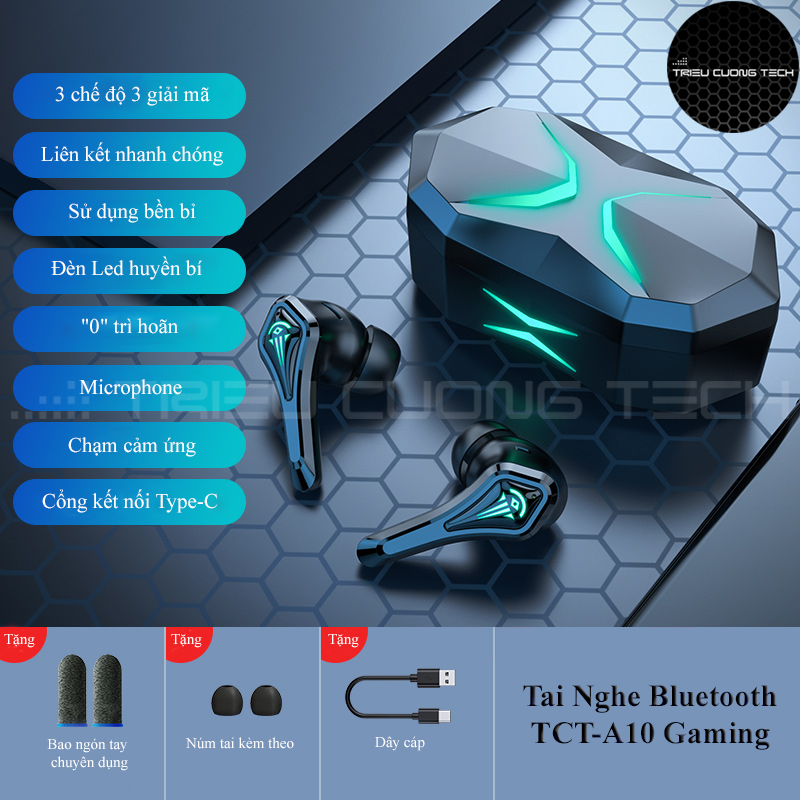 TRIEU CUONG TECH
3 chế độ 3 giải mã
Liên kết nhanh chóng
Sử dụng bền bỉ
Đèn Led huyền bí
"0" trì hoãn
Microphone
TRIEU CUONG TECH
Chạm cảm ứng
Cổng kết nối Type-C
Tặng
Bao ngón tay
chuyên dụng
Tặng
Núm tai kèm theo
Tặng
Dây cáp
Tai Nghe Bluetooth
TCT-A10 Gaming